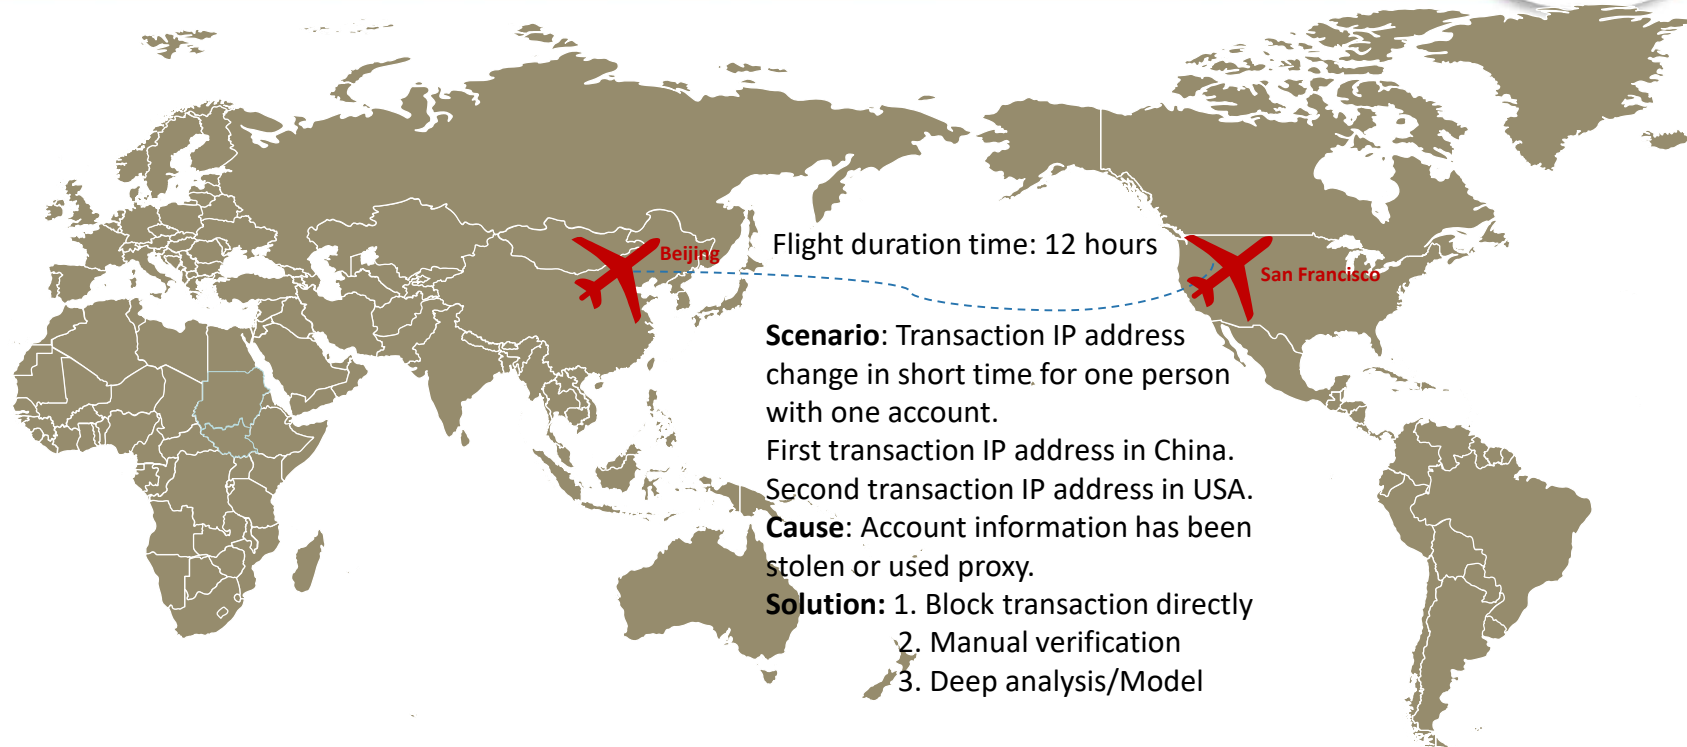 Beijing
Flight duration time: 12 hours
San Francisco
Scenario: Transaction IP address
change in short time for one person
with one account.
First transaction IP address in China.
Second transaction IP address in USA.
Cause: Account information has been
stolen or used proxy.
Solution: 1. Block transaction directly
2. Manual verification
3. Deep analysis/Model